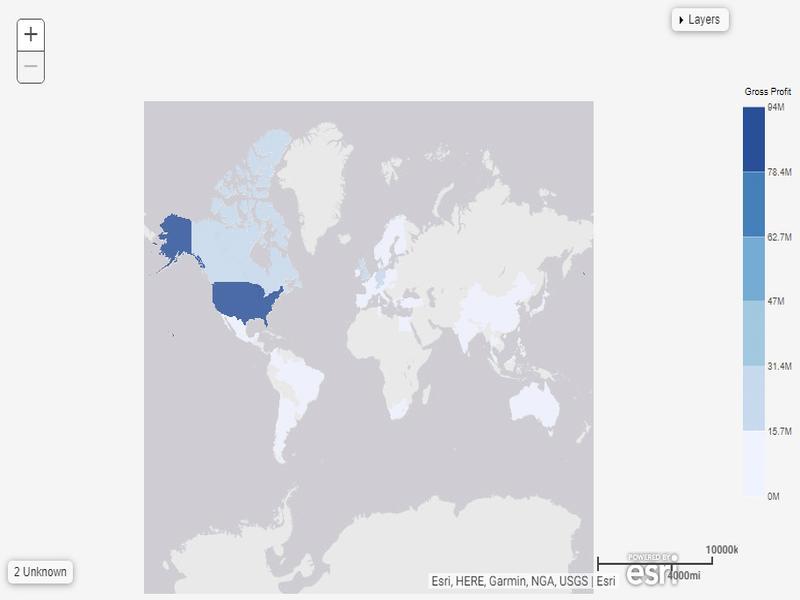 +
Layers
−
Gross Profit
94M
78.4M
62.7M
47M
31.4M
15.7M
0M
10000k
POWERED BY
esri
4000mi
2 Unknown
Esri, HERE, Garmin, NGA, USGS | Esri